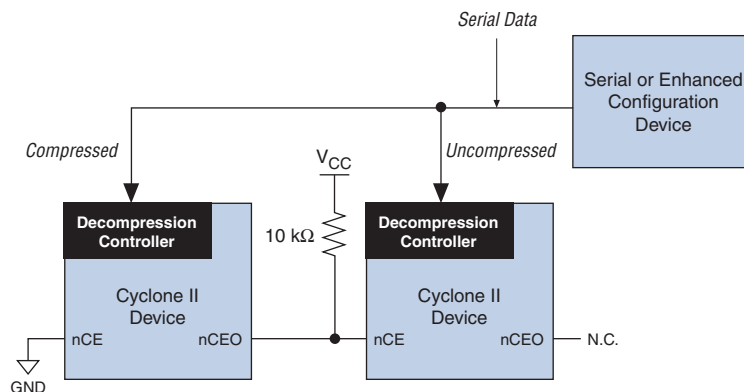 Serial Data
Serial or Enhanced
Configuration
Device
Compressed
Uncompressed
VCC
10 kΩ
Decompression
Controller
Decompression
Controller
Cyclone II
Device
Cyclone II
Device
nCE
nCEO
nCE
nCEO
N.C.
GND